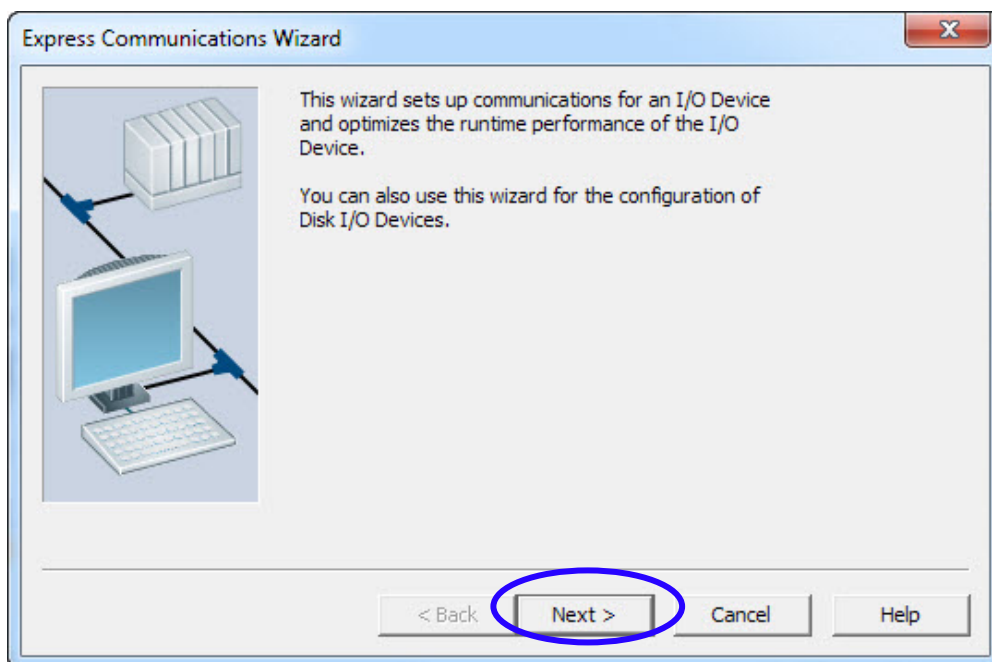 Express Communications Wizard
This wizard sets up communications for an I/O Device
and optimizes the runtime performance of the I/O
Device.
You can also use this wizard for the configuration of
Disk I/O Devices.
< Back
Next >
Cancel
Help